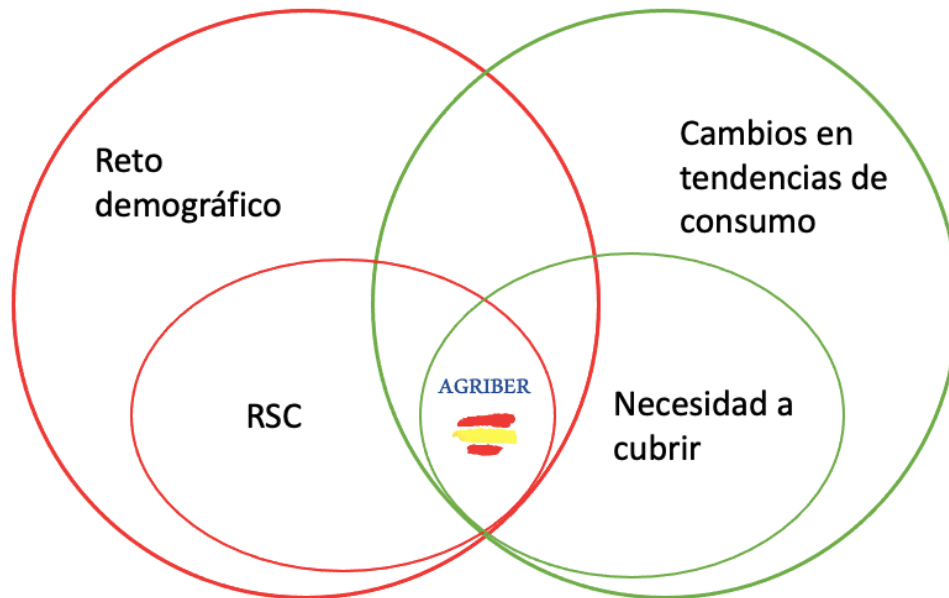 Reto
demográfico
Cambios en
tendencias de
consumo
RSC
AGRIBER
Necesidad a
cubrir